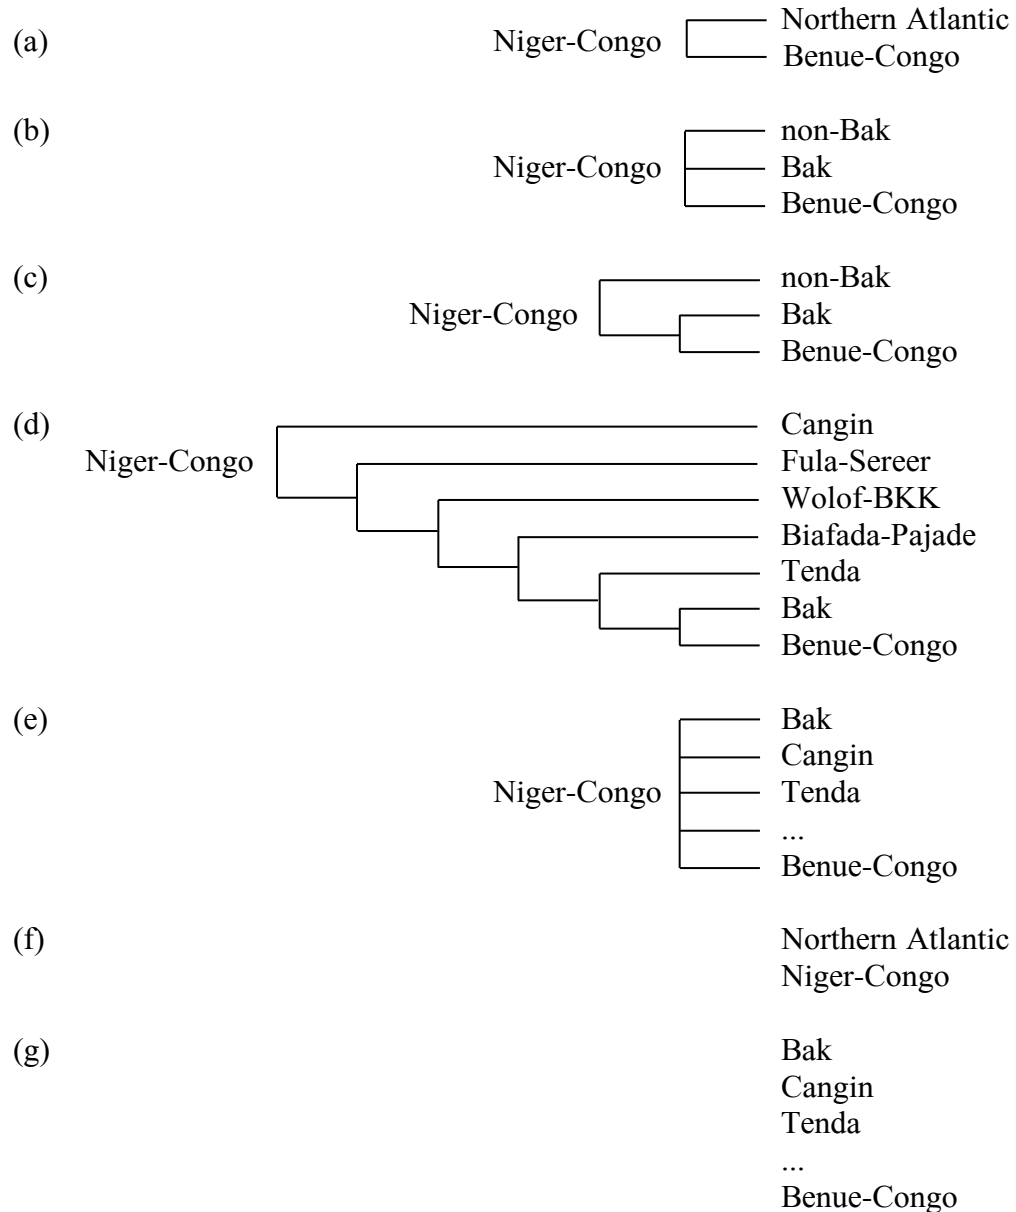 (a)
Northern Atlantic
Niger-Congo
Benue-Congo
(b)
non-Bak
Niger-Congo
Bak
Benue-Congo
(c)
non-Bak
Niger-Congo
Bak
Benue-Congo
(d)
Cangin
Niger-Congo
Fula-Sereer
Wolof-BKK
Biafada-Pajade
Tenda
Bak
Benue-Congo
(e)
Bak
Cangin
Niger-Congo
Tenda
...
Benue-Congo
(f)
Northern Atlantic
Niger-Congo
(g)
Bak
Cangin
Tenda
...
Benue-Congo